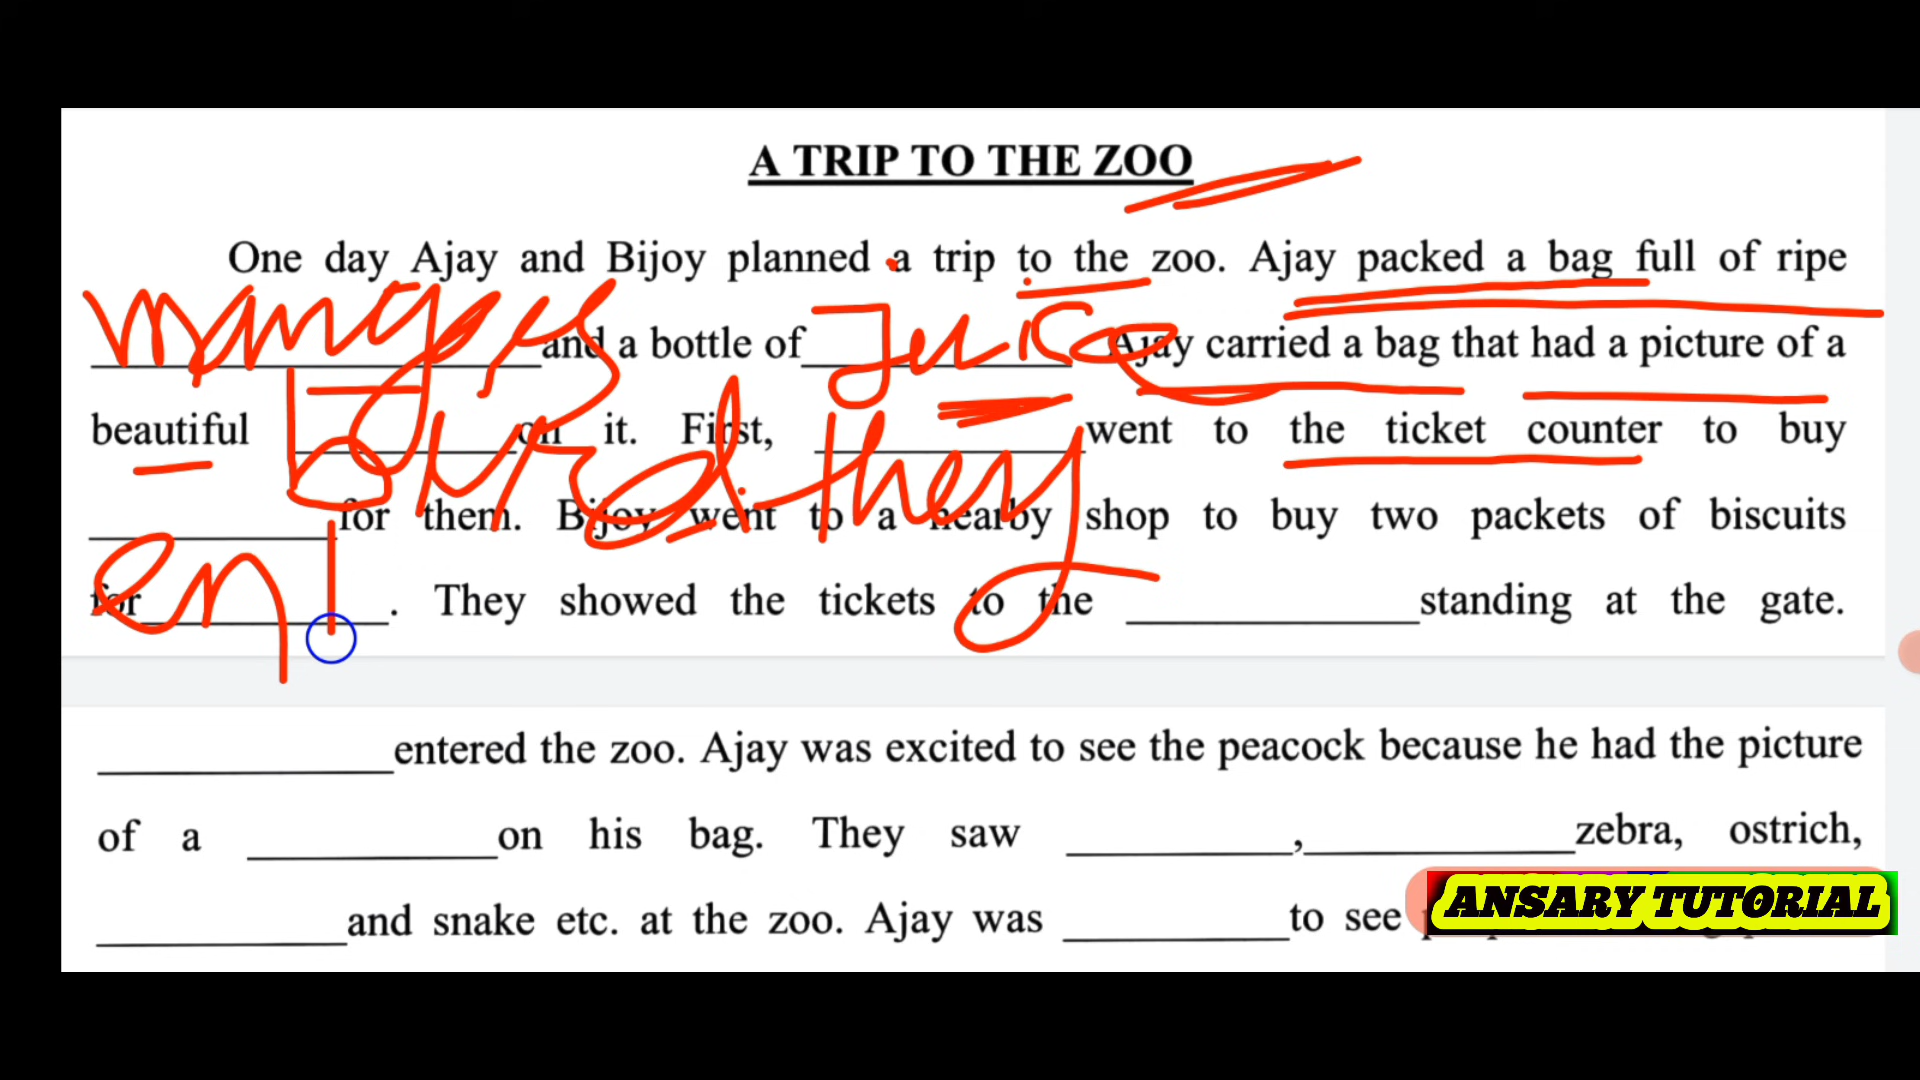 A TRIP TO THE ZOO
One day Ajay and Bijoy planned a trip to the zoo. Ajay packed a bag full of ripe
mangoes and a bottle of Juice Ajay carried a bag that had a picture of a
beautiful bird on it. First, they went to the ticket counter to buy
for them. Bijoy went to a nearby shop to buy two packets of biscuits
for en . They showed the tickets to the standing at the gate.
entered the zoo. Ajay was excited to see the peacock because he had the picture
of a on his bag. They saw , zebra, ostrich,
and snake etc. at the zoo. Ajay was to see
ANSARY TUTORIAL